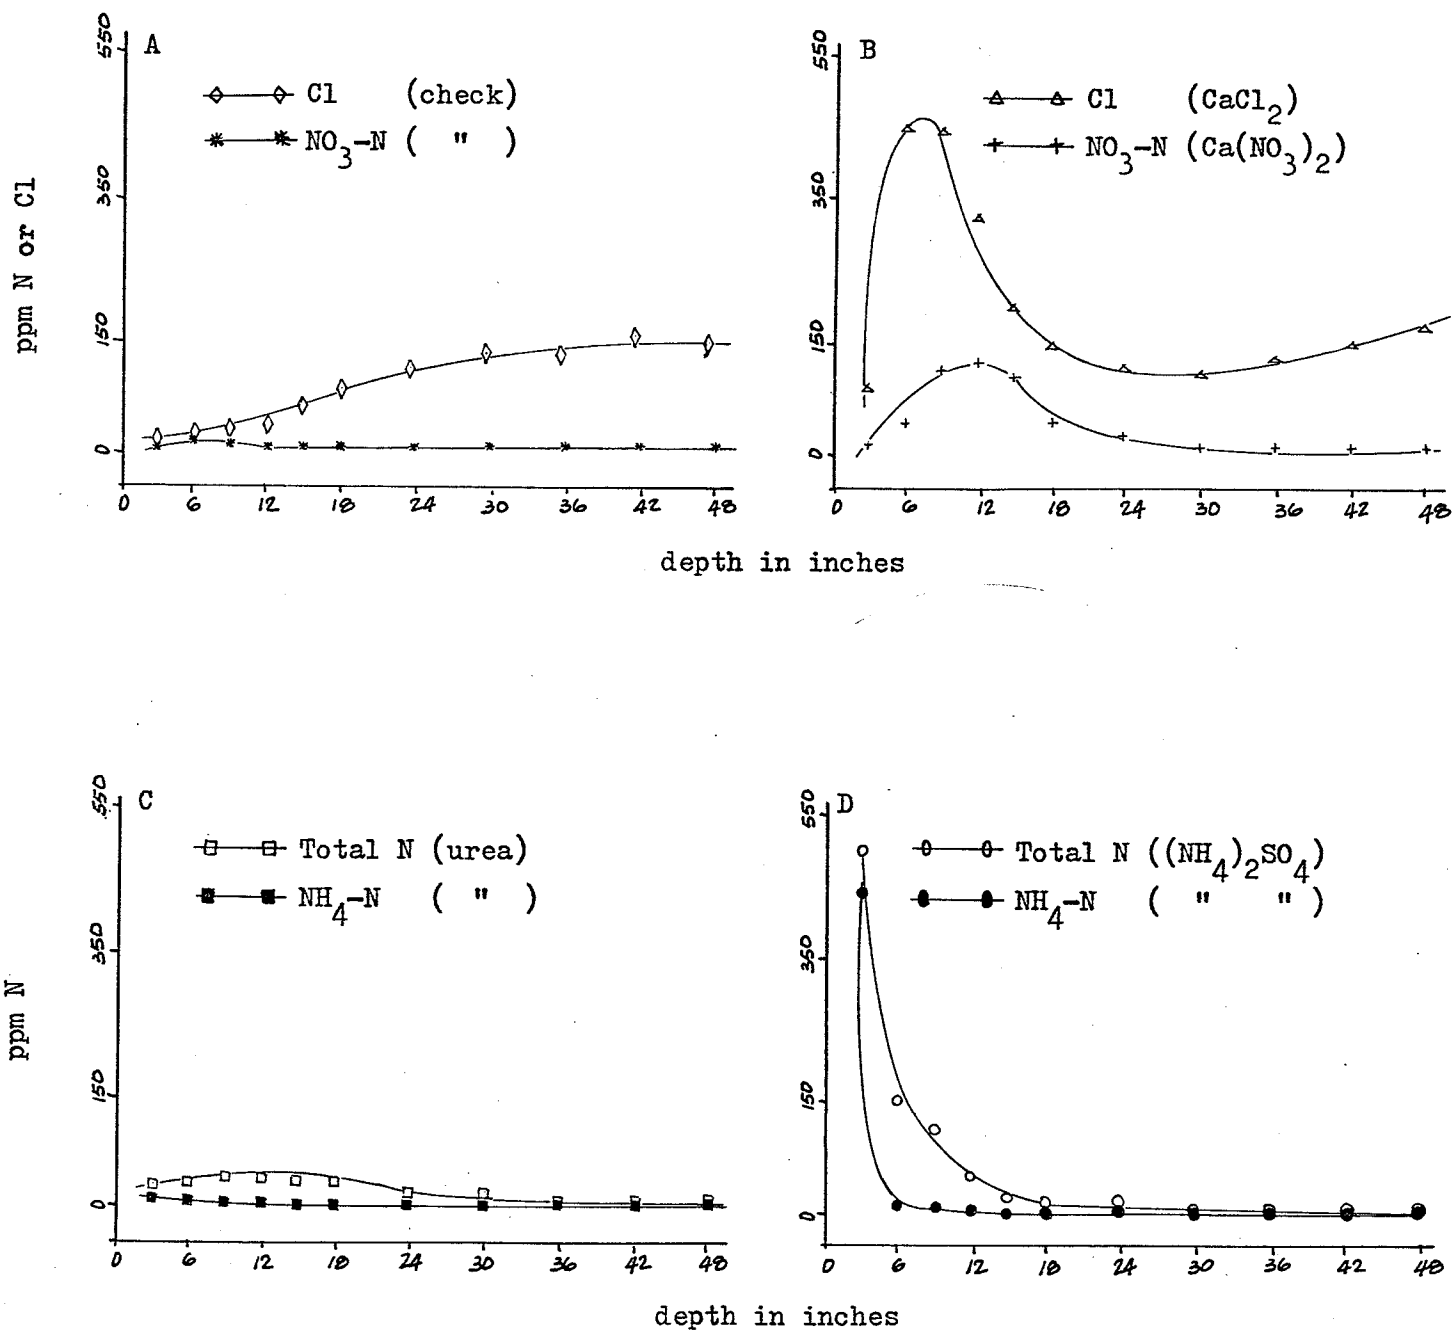 A
Cl (check)
NO3-N ( " )
ppm N or Cl
550
350
150
0
0 6 12 18 24 30 36 42 48
B
Cl (CaCl2)
NO3-N (Ca(NO3)2)
550
350
150
0
0 6 12 18 24 30 36 42 48
depth in inches
C
Total N (urea)
NH4-N ( " )
ppm N
550
350
150
0
0 6 12 18 24 30 36 42 48
D
Total N ((NH4)2SO4)
NH4-N ( " " )
550
350
150
0
0 6 12 18 24 30 36 42 48
depth in inches